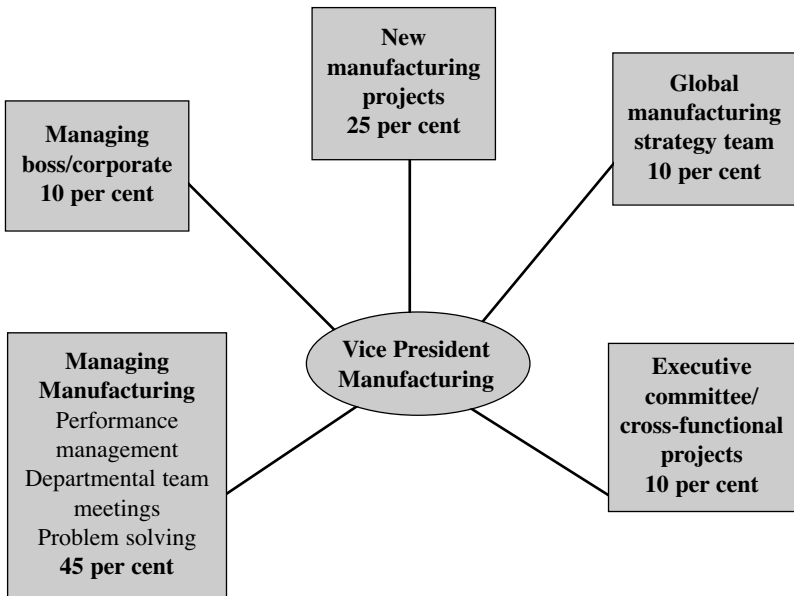 New
manufacturing
projects
25 per cent
Global
manufacturing
strategy team
10 per cent
Managing
boss/corporate
10 per cent
Vice President
Manufacturing
Managing
Manufacturing
Performance
management
Departmental team
meetings
Problem solving
45 per cent
Executive
committee/
cross-functional
projects
10 per cent